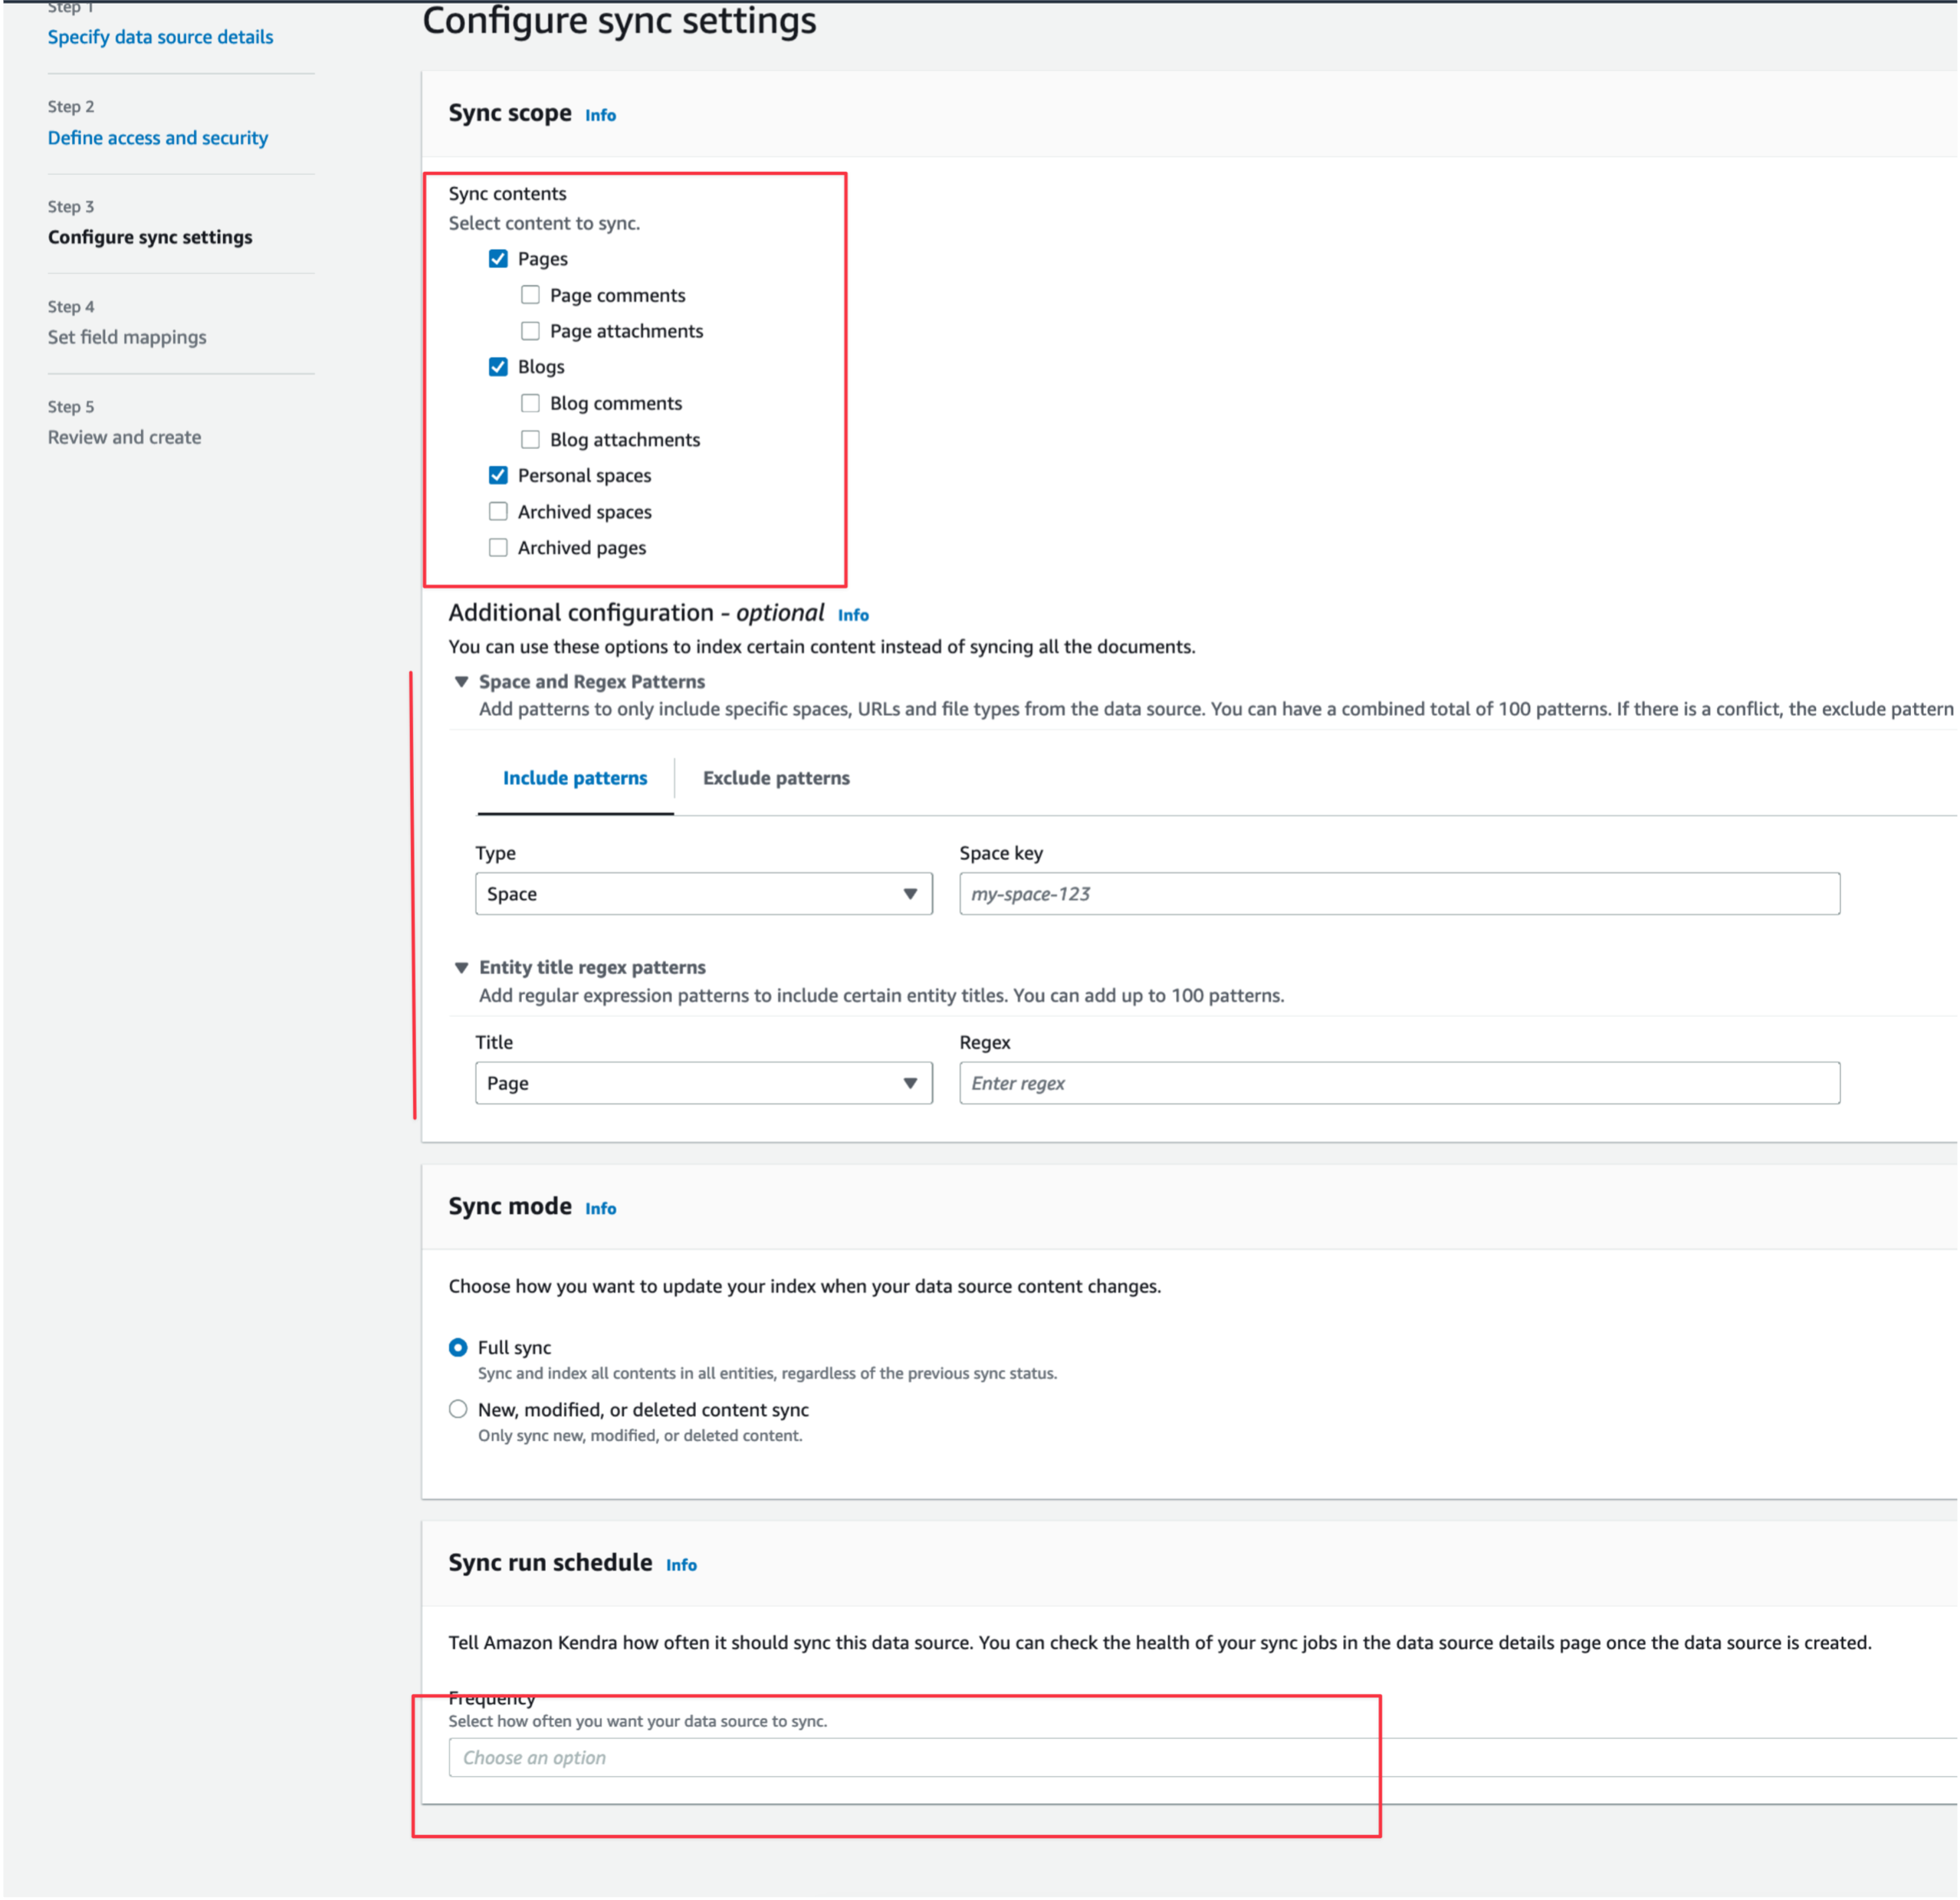 Step 1
Specify data source details
Step 2
Define access and security
Step 3
Configure sync settings
Step 4
Set field mappings
Step 5
Review and create
Configure sync settings
Sync scope Info
Sync contents
Select content to sync.
Pages
Page comments
Page attachments
Blogs
Blog comments
Blog attachments
Personal spaces
Archived spaces
Archived pages
Additional configuration - optional Info
You can use these options to index certain content instead of syncing all the documents.
Space and Regex Patterns
Add patterns to only include specific spaces, URLs and file types from the data source. You can have a combined total of 100 patterns. If there is a conflict, the exclude pattern
Include patterns Exclude patterns
Type Space key
Space my-space-123
Entity title regex patterns
Add regular expression patterns to include certain entity titles. You can add up to 100 patterns.
Title Regex
Page Enter regex
Sync mode Info
Choose how you want to update your index when your data source content changes.
Full sync
Sync and index all contents in all entities, regardless of the previous sync status.
New, modified, or deleted content sync
Only sync new, modified, or deleted content.
Sync run schedule Info
Tell Amazon Kendra how often it should sync this data source. You can check the health of your sync jobs in the data source details page once the data source is created.
Frequency
Select how often you want your data source to sync.
Choose an option